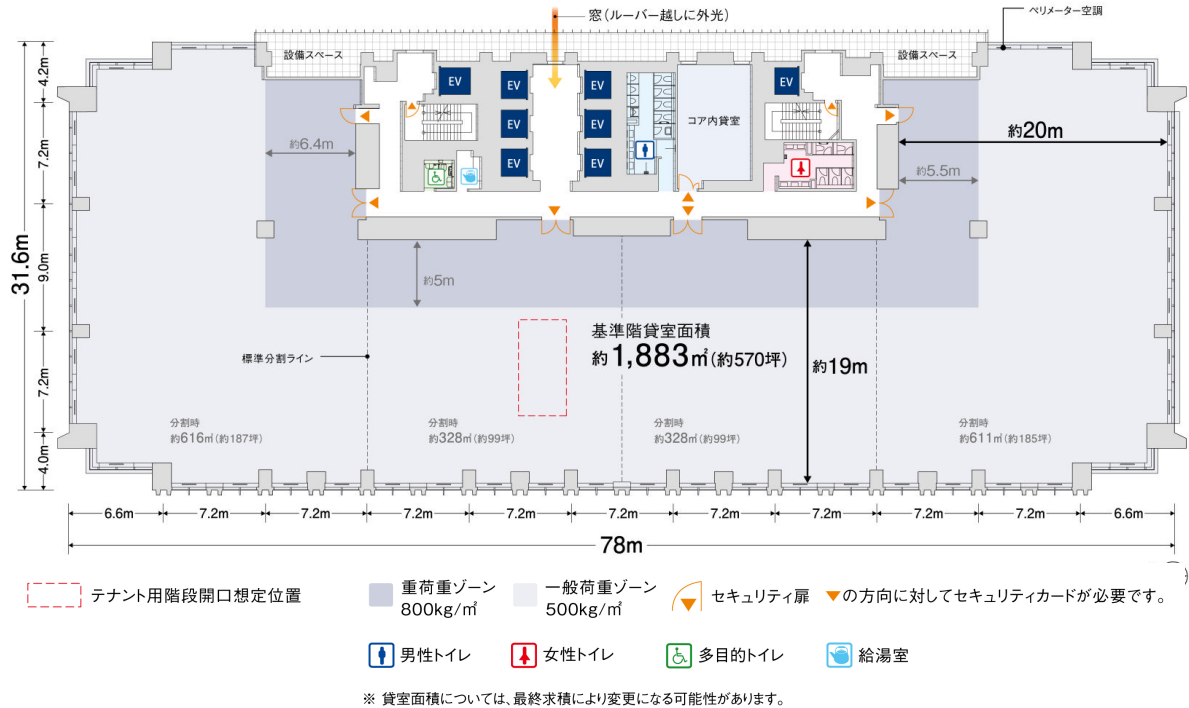 窓（ルーバー越しに外光）
ペリメーター空調
設備スペース
設備スペース
EV
EV
EV
EV
EV
EV
EV
EV
コア内貸室
約6.4m
約20m
約5.5m
約5m
約19m
31.6m
4.2m
7.2m
9.0m
7.2m
4.0m
標準分割ライン
基準階貸室面積
約1,883㎡(約570坪)
分割時
約616㎡(約187坪)
分割時
約328㎡(約99坪)
分割時
約328㎡(約99坪)
分割時
約611㎡(約185坪)
6.6m
7.2m
7.2m
7.2m
7.2m
7.2m
7.2m
7.2m
7.2m
7.2m
6.6m
78m
テナント用階段開口想定位置
重荷重ゾーン
800kg/㎡
一般荷重ゾーン
500kg/㎡
セキュリティ扉
▼の方向に対してセキュリティカードが必要です。
男性トイレ
女性トイレ
多目的トイレ
給湯室
※ 貸室面積については、最終求積により変更になる可能性があります。